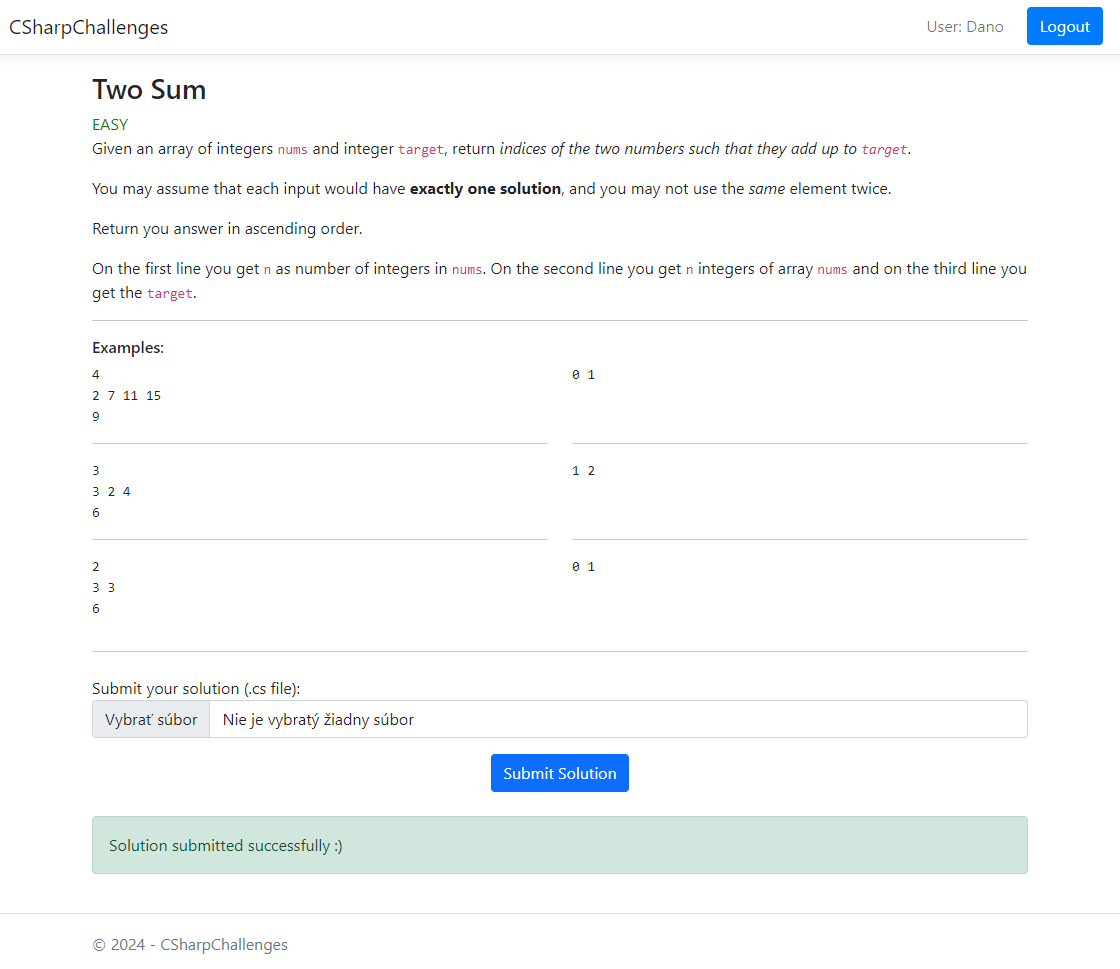 CSharpChallenges
User: Dano
Logout
Two Sum
EASY
Given an array of integers nums and integer target, return indices of the two numbers such that they add up to target.
You may assume that each input would have exactly one solution, and you may not use the same element twice.
Return you answer in ascending order.
On the first line you get n as number of integers in nums. On the second line you get n integers of array nums and on the third line you
get the target.
Examples:
4
2 7 11 15
9
0 1
3
3 2 4
6
1 2
2
3 3
6
0 1
Submit your solution (.cs file):
Vybrať súbor
Nie je vybratý žiadny súbor
Submit Solution
Solution submitted successfully :)
© 2024 - CSharpChallenges